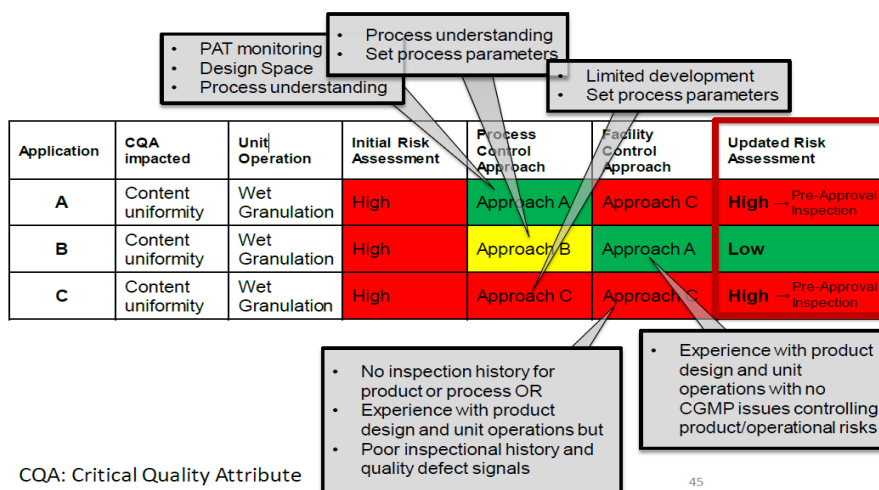 • PAT monitoring
• Design Space
• Process understanding
• Process understanding
• Set process parameters
• Limited development
• Set process parameters
Application
CQA
impacted
Unit
Operation
Initial Risk
Assessment
Process
Control
Approach
Facility
Control
Approach
Updated Risk
Assessment
A
Content
uniformity
Wet
Granulation
High
Approach A
Approach C
High → Pre-Approval
Inspection
B
Content
uniformity
Wet
Granulation
High
Approach B
Approach A
Low
C
Content
uniformity
Wet
Granulation
High
Approach C
Approach C
High → Pre-Approval
Inspection
• No inspection history for
product or process OR
• Experience with product
design and unit operations but
• Poor inspectional history and
quality defect signals
• Experience with product
design and unit
operations with no
CGMP issues controlling
product/operational risks
CQA: Critical Quality Attribute
45